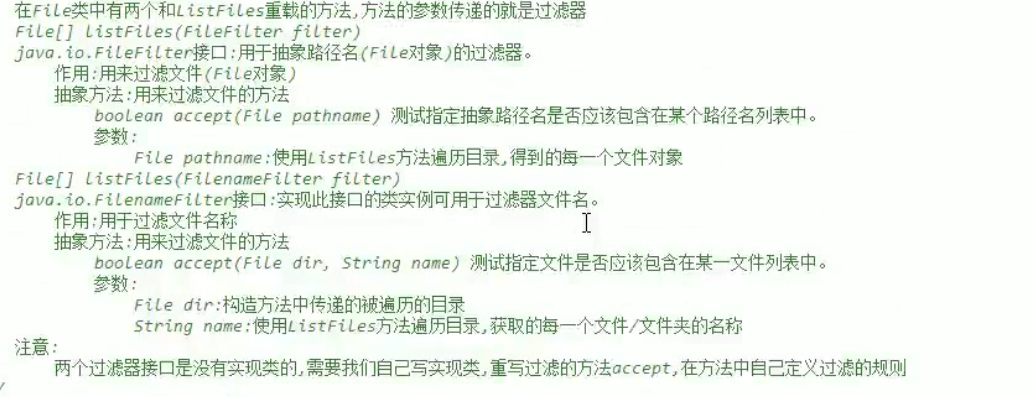 在File类中有两个和ListFiles重载的方法,方法的参数传递的就是过滤器
File[] listFiles(FileFilter filter)
java.io.FileFilter接口:用于抽象路径名(File对象)的过滤器。
作用:用来过滤文件(File对象)
抽象方法:用来过滤文件的方法
boolean accept(File pathname) 测试指定抽象路径名是否应该包含在某个路径名列表中。
参数:
File pathname:使用ListFiles方法遍历目录,得到的每一个文件对象
File[] listFiles(FilenameFilter filter)
java.io.FilenameFilter接口:实现此接口的类实例可用于过滤器文件名。
作用:用于过滤文件名称
抽象方法:用来过滤文件的方法
boolean accept(File dir, String name) 测试指定文件是否应该包含在某一文件列表中。
参数:
File dir:构造方法中传递的被遍历的目录
String name:使用ListFiles方法遍历目录,获取的每一个文件/文件夹的名称
注意:
两个过滤器接口是没有实现类的,需要我们自己写实现类,重写过滤的方法accept,在方法中自己定义过滤的规则
/